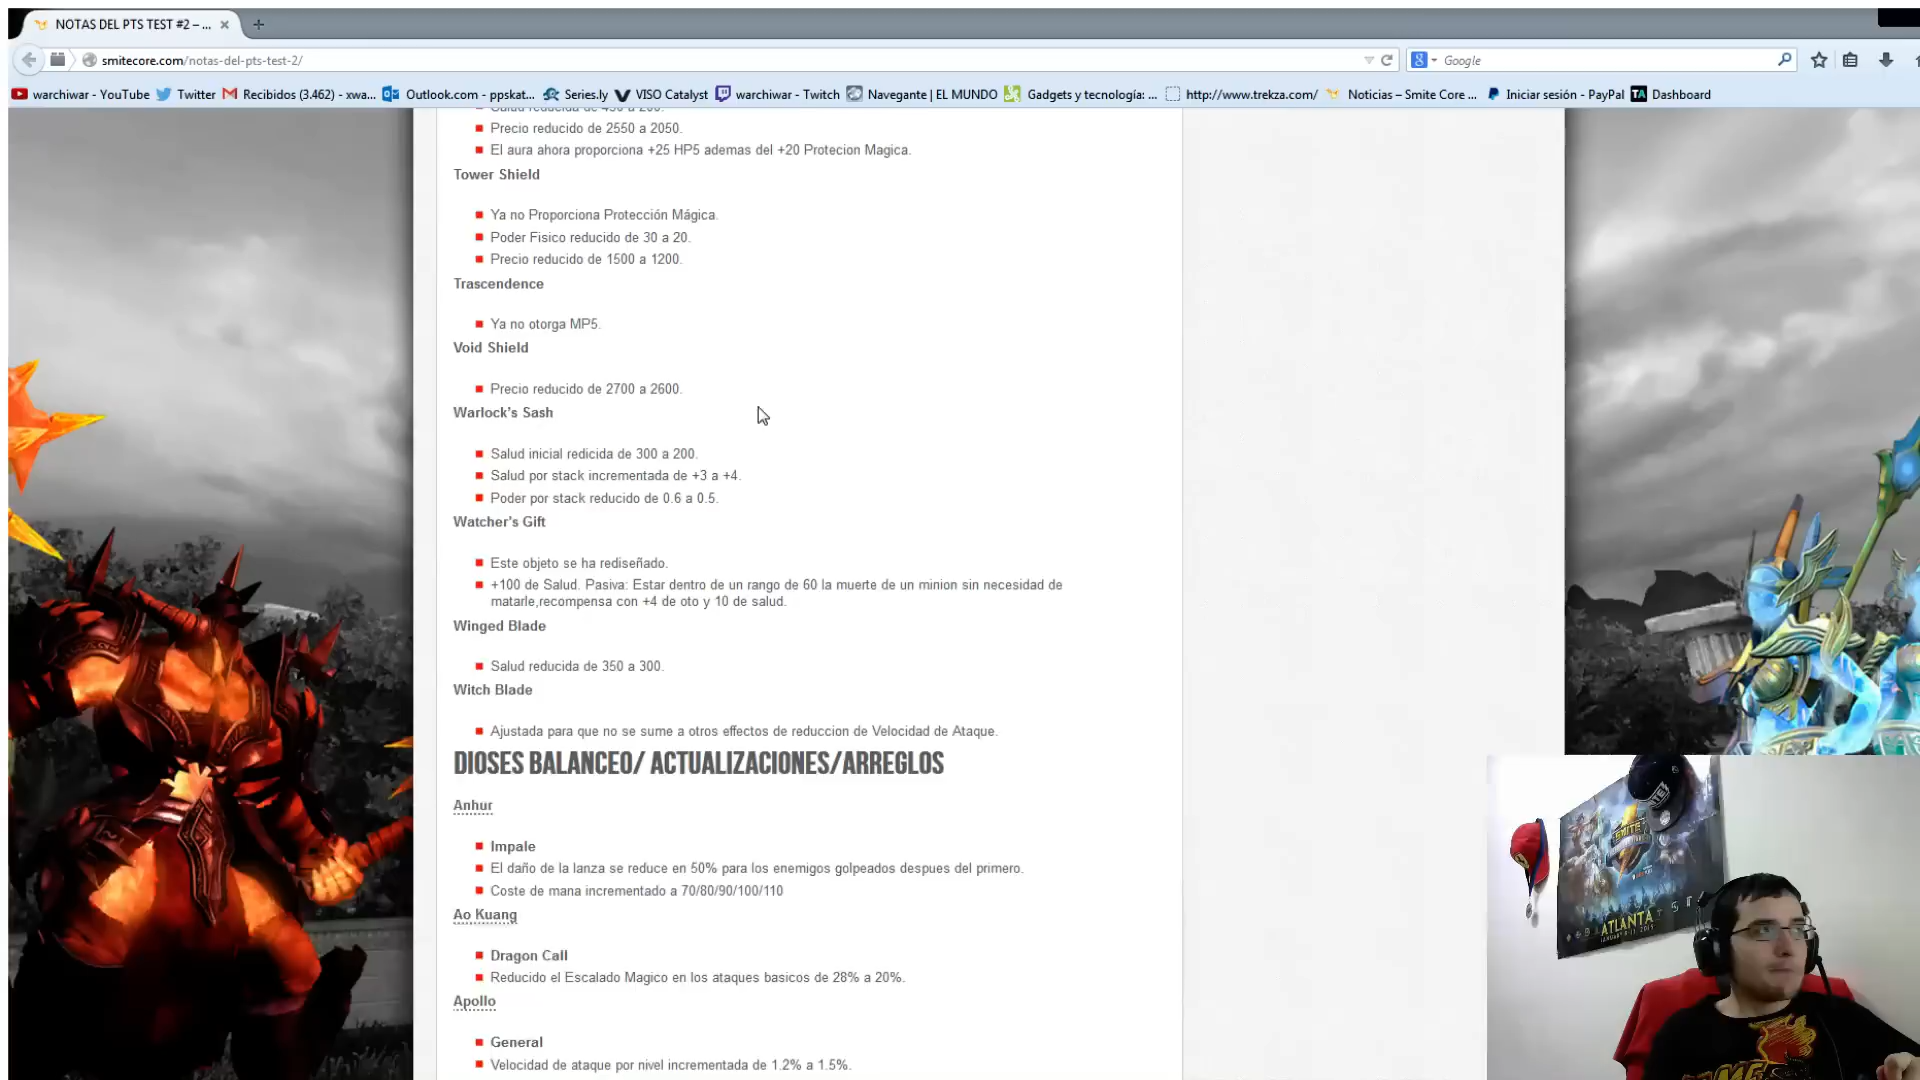 NOTAS DEL PTS TEST #2 – ...
smitecore.com/notas-del-pts-test-2/
Google
warchiwar - YouTube
Twitter
Recibidos (3.462) - xwa...
Outlook.com - ppskat...
Series.ly
VISO Catalyst
warchiwar - Twitch
Navegante | EL MUNDO
Gadgets y tecnología: ...
http://www.trekza.com/
Noticias – Smite Core ...
Iniciar sesión - PayPal
TA Dashboard
Precio reducido de 2550 a 2050.
El aura ahora proporciona +25 HP5 ademas del +20 Protecion Magica.
Tower Shield
Ya no Proporciona Protección Mágica.
Poder Fisico reducido de 30 a 20.
Precio reducido de 1500 a 1200.
Trascendence
Ya no otorga MP5.
Void Shield
Precio reducido de 2700 a 2600.
Warlock's Sash
Salud inicial redicida de 300 a 200.
Salud por stack incrementada de +3 a +4.
Poder por stack reducido de 0.6 a 0.5.
Watcher's Gift
Este objeto se ha rediseñado.
+100 de Salud. Pasiva: Estar dentro de un rango de 60 la muerte de un minion sin necesidad de
matarle,recompensa con +4 de oto y 10 de salud.
Winged Blade
Salud reducida de 350 a 300.
Witch Blade
Ajustada para que no se sume a otros effectos de reduccion de Velocidad de Ataque.
DIOSES BALANCEO/ ACTUALIZACIONES/ARREGLOS
Anhur
Impale
El daño de la lanza se reduce en 50% para los enemigos golpeados despues del primero.
Coste de mana incrementado a 70/80/90/100/110
Ao Kuang
Dragon Call
Reducido el Escalado Magico en los ataques basicos de 28% a 20%.
Apollo
General
Velocidad de ataque por nivel incrementada de 1.2% a 1.5%.
SMITE
ATLANTA